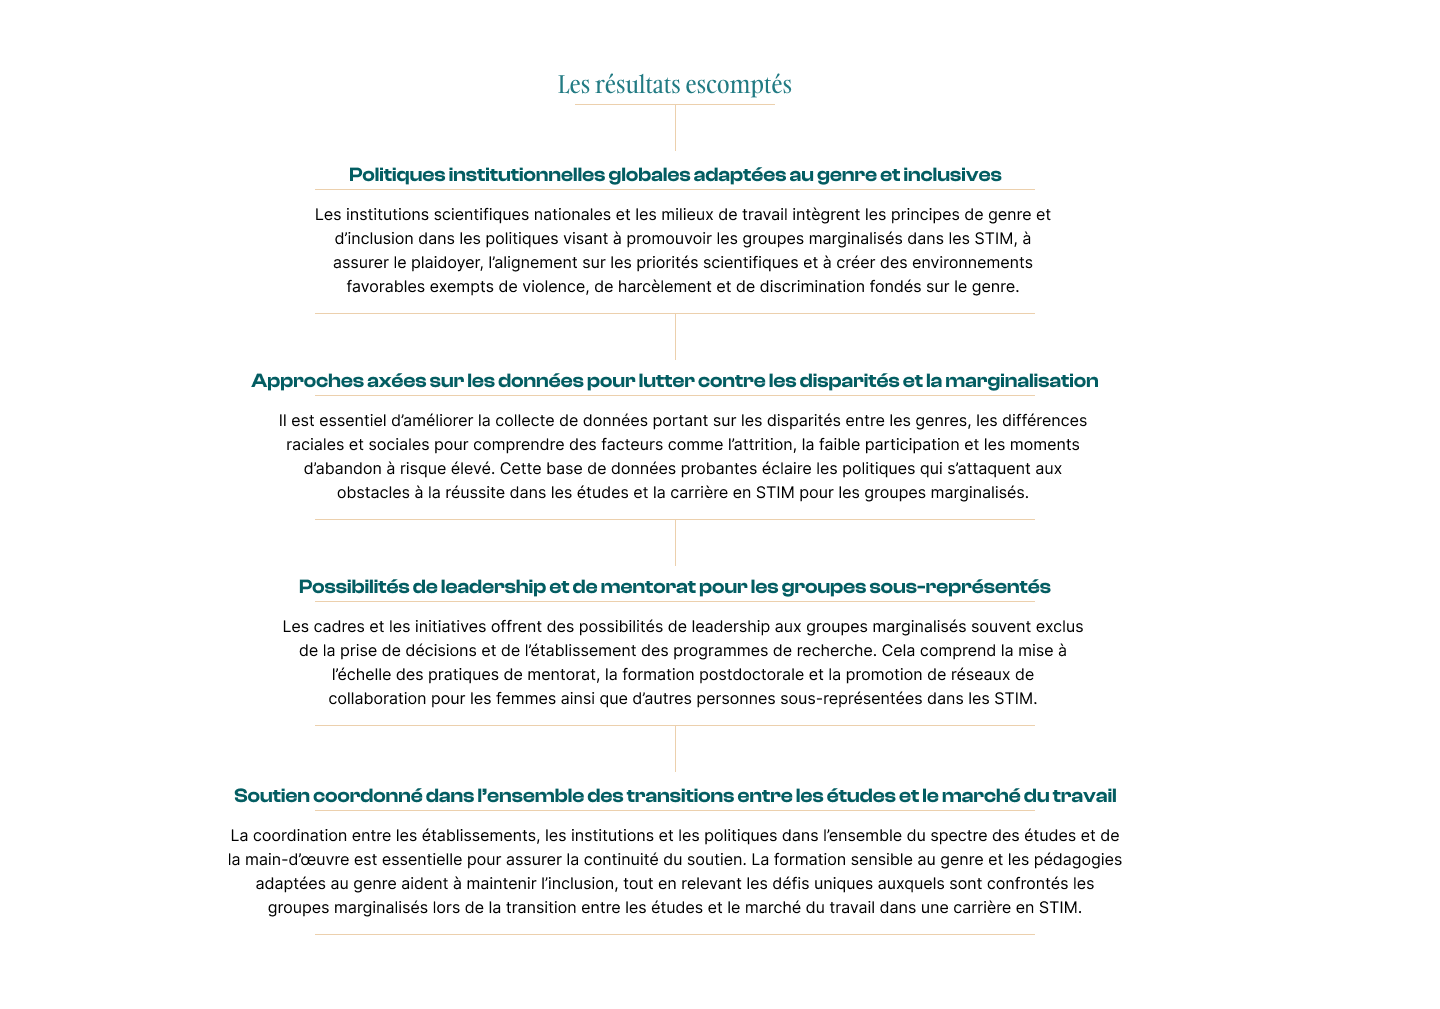 Les résultats escomptés
Politiques institutionnelles globales adaptées au genre et inclusives
Les institutions scientifiques nationales et les milieux de travail intègrent les principes de genre et
d’inclusion dans les politiques visant à promouvoir les groupes marginalisés dans les STIM, à
assurer le plaidoyer, l’alignement sur les priorités scientifiques et à créer des environnements
favorables exempts de violence, de harcèlement et de discrimination fondés sur le genre.
Approches axées sur les données pour lutter contre les disparités et la marginalisation
Il est essentiel d’améliorer la collecte de données portant sur les disparités entre les genres, les différences
raciales et sociales pour comprendre des facteurs comme l’attrition, la faible participation et les moments
d’abandon à risque élevé. Cette base de données probantes éclaire les politiques qui s’attaquent aux
obstacles à la réussite dans les études et la carrière en STIM pour les groupes marginalisés.
Possibilités de leadership et de mentorat pour les groupes sous-représentés
Les cadres et les initiatives offrent des possibilités de leadership aux groupes marginalisés souvent exclus
de la prise de décisions et de l’établissement des programmes de recherche. Cela comprend la mise à
l’échelle des pratiques de mentorat, la formation postdoctorale et la promotion de réseaux de
collaboration pour les femmes ainsi que d’autres personnes sous-représentées dans les STIM.
Soutien coordonné dans l’ensemble des transitions entre les études et le marché du travail
La coordination entre les établissements, les institutions et les politiques dans l’ensemble du spectre des études et de
la main-d’œuvre est essentielle pour assurer la continuité du soutien. La formation sensible au genre et les pédagogies
adaptées au genre aident à maintenir l’inclusion, tout en relevant les défis uniques auxquels sont confrontés les
groupes marginalisés lors de la transition entre les études et le marché du travail dans une carrière en STIM.